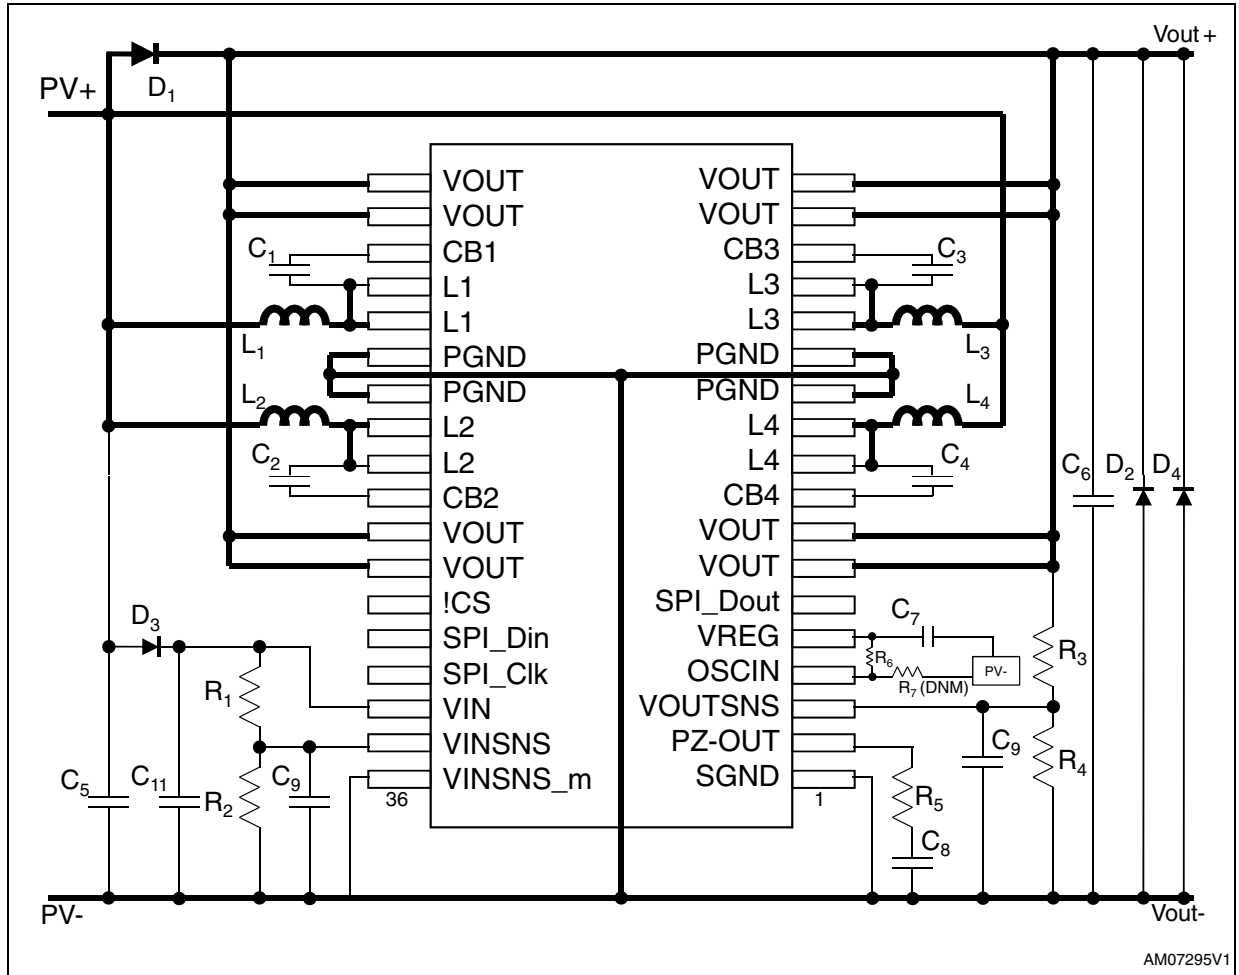 Vout +
PV+
D1
VOUT VOUT
VOUT VOUT
C1 CB1 CB3 C3
L1 L3
L1 L3
L1 L3
PGND PGND
PGND PGND
L2 L4
L2 L4
L2 L4
C2 C4
CB2 CB4
C6 D2 D4
VOUT VOUT
VOUT VOUT
!CS SPI_Dout
D3 C7
SPI_Din VREG
R6 R3
SPI_Clk OSCIN PV-
R7 (DNM)
R1
VIN VOUTSNS
VINSNS PZ-OUT
C9 R4
C5 C11 R2 C9 VINSNS_m SGND
36 1
R5
C8
PV- Vout-
AM07295V1